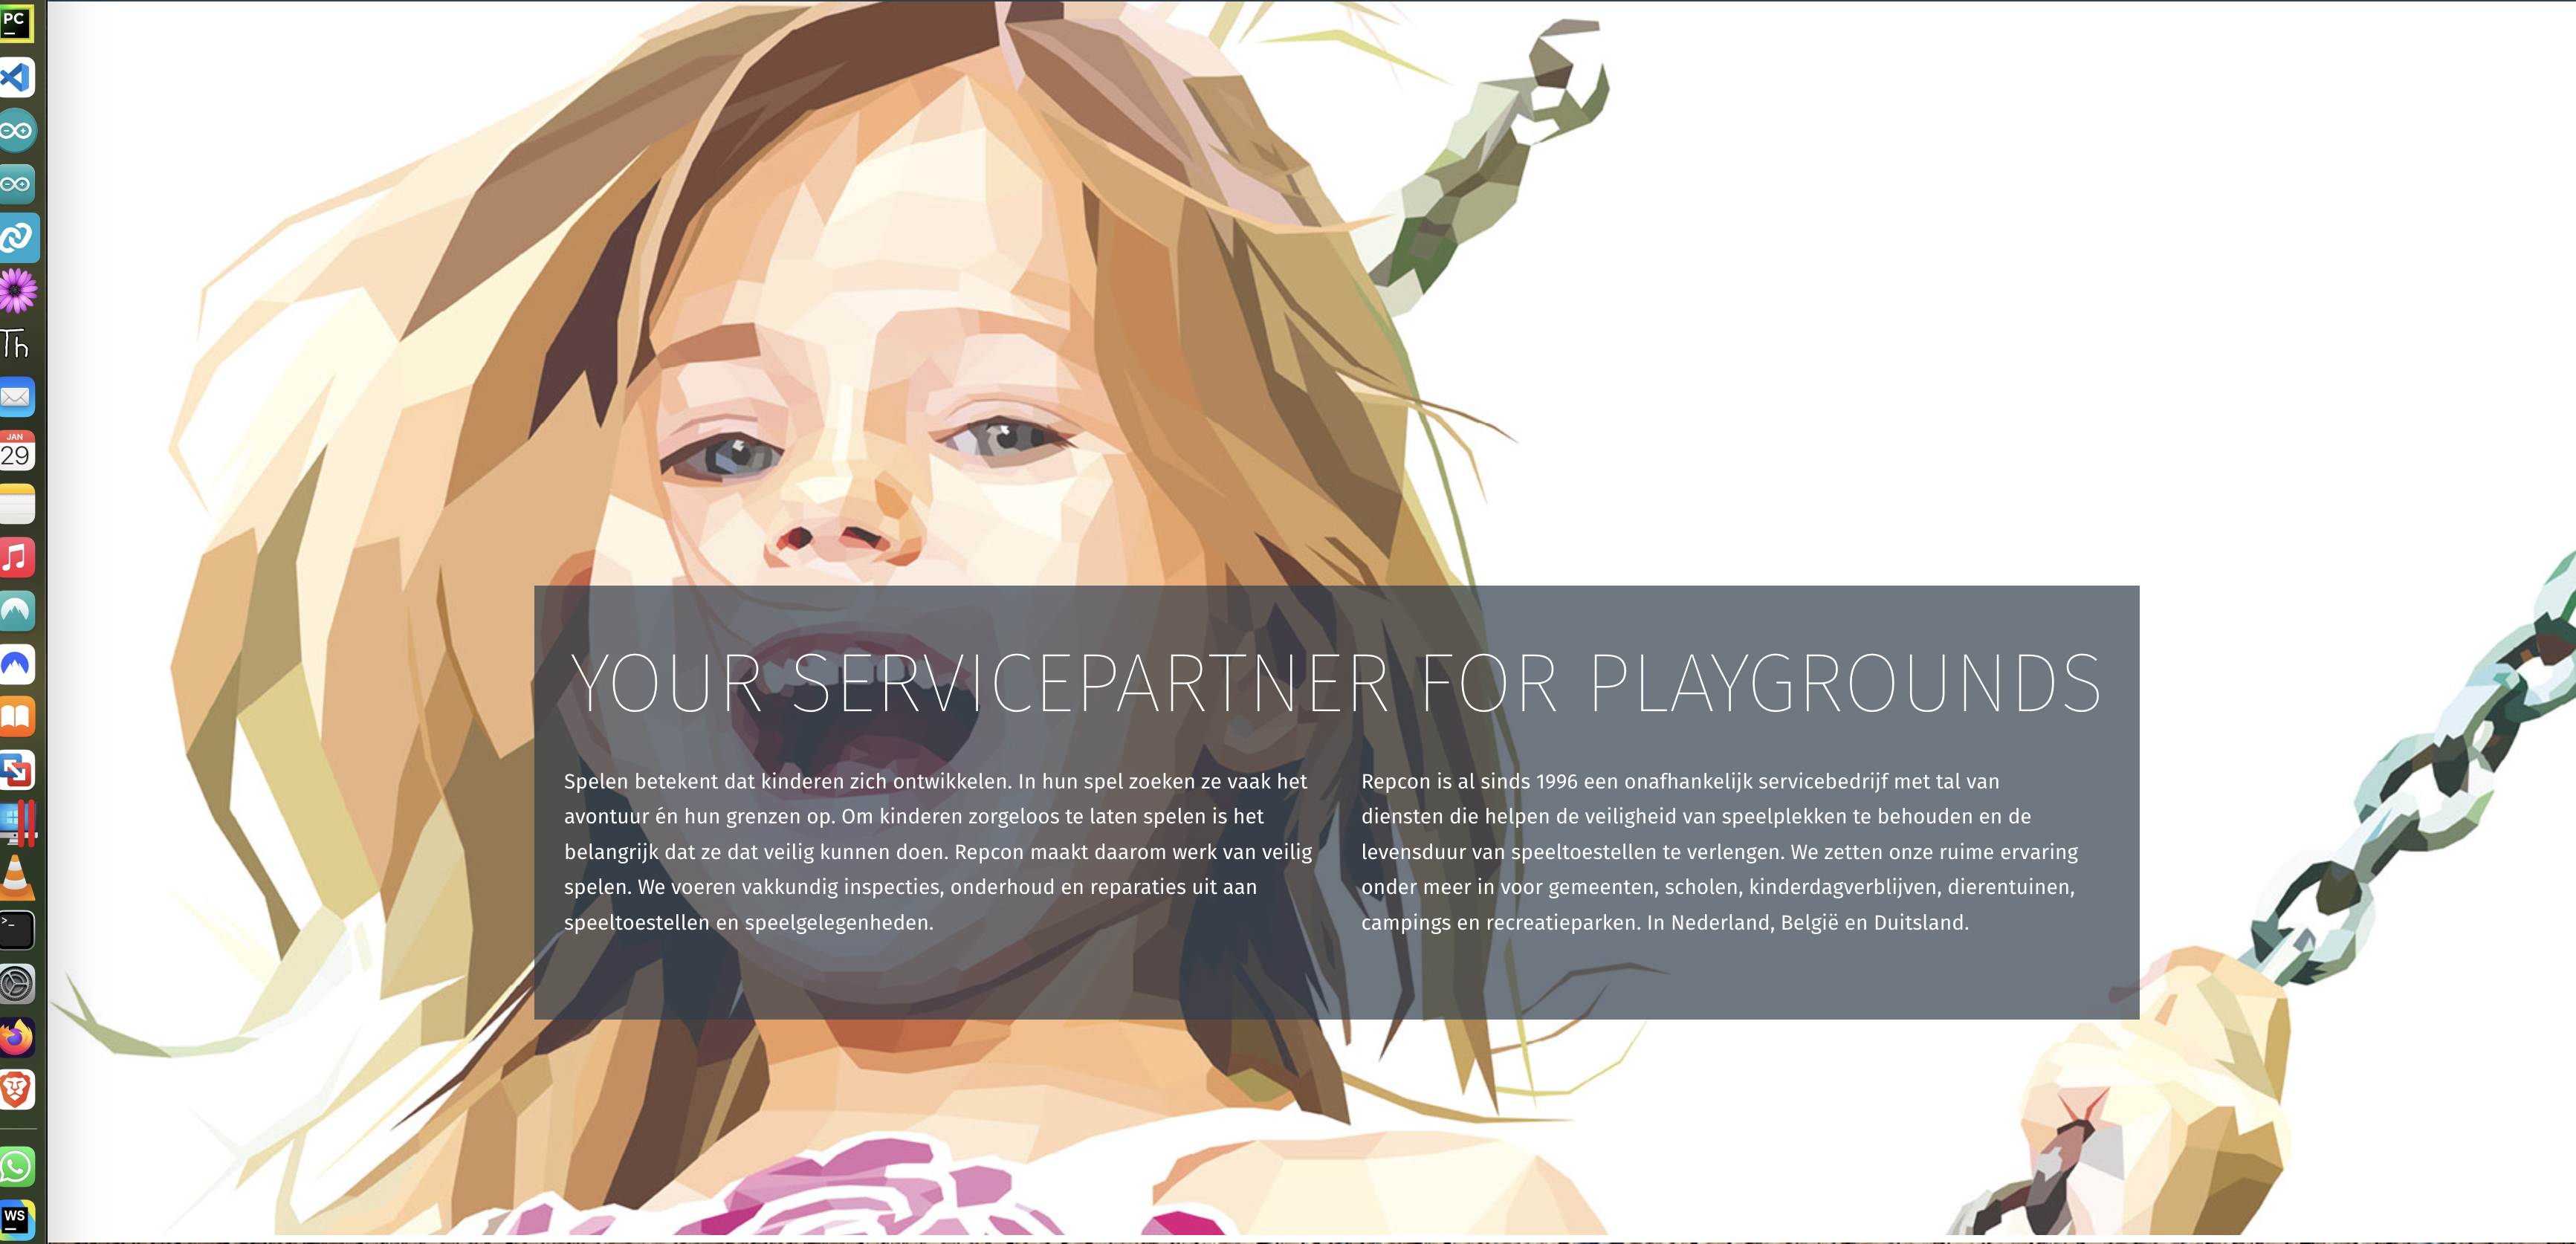 PC
Th
JAN
29
>_
WS
YOUR SERVICEPARTNER FOR PLAYGROUNDS
Spelen betekent dat kinderen zich ontwikkelen. In hun spel zoeken ze vaak het
avontuur én hun grenzen op. Om kinderen zorgeloos te laten spelen is het
belangrijk dat ze dat veilig kunnen doen. Repcon maakt daarom werk van veilig
spelen. We voeren vakkundig inspecties, onderhoud en reparaties uit aan
speeltoestellen en speelgelegenheden.
Repcon is al sinds 1996 een onafhankelijk servicebedrijf met tal van
diensten die helpen de veiligheid van speelplekken te behouden en de
levensduur van speeltoestellen te verlengen. We zetten onze ruime ervaring
onder meer in voor gemeenten, scholen, kinderdagverblijven, dierentuinen,
campings en recreatieparken. In Nederland, België en Duitsland.